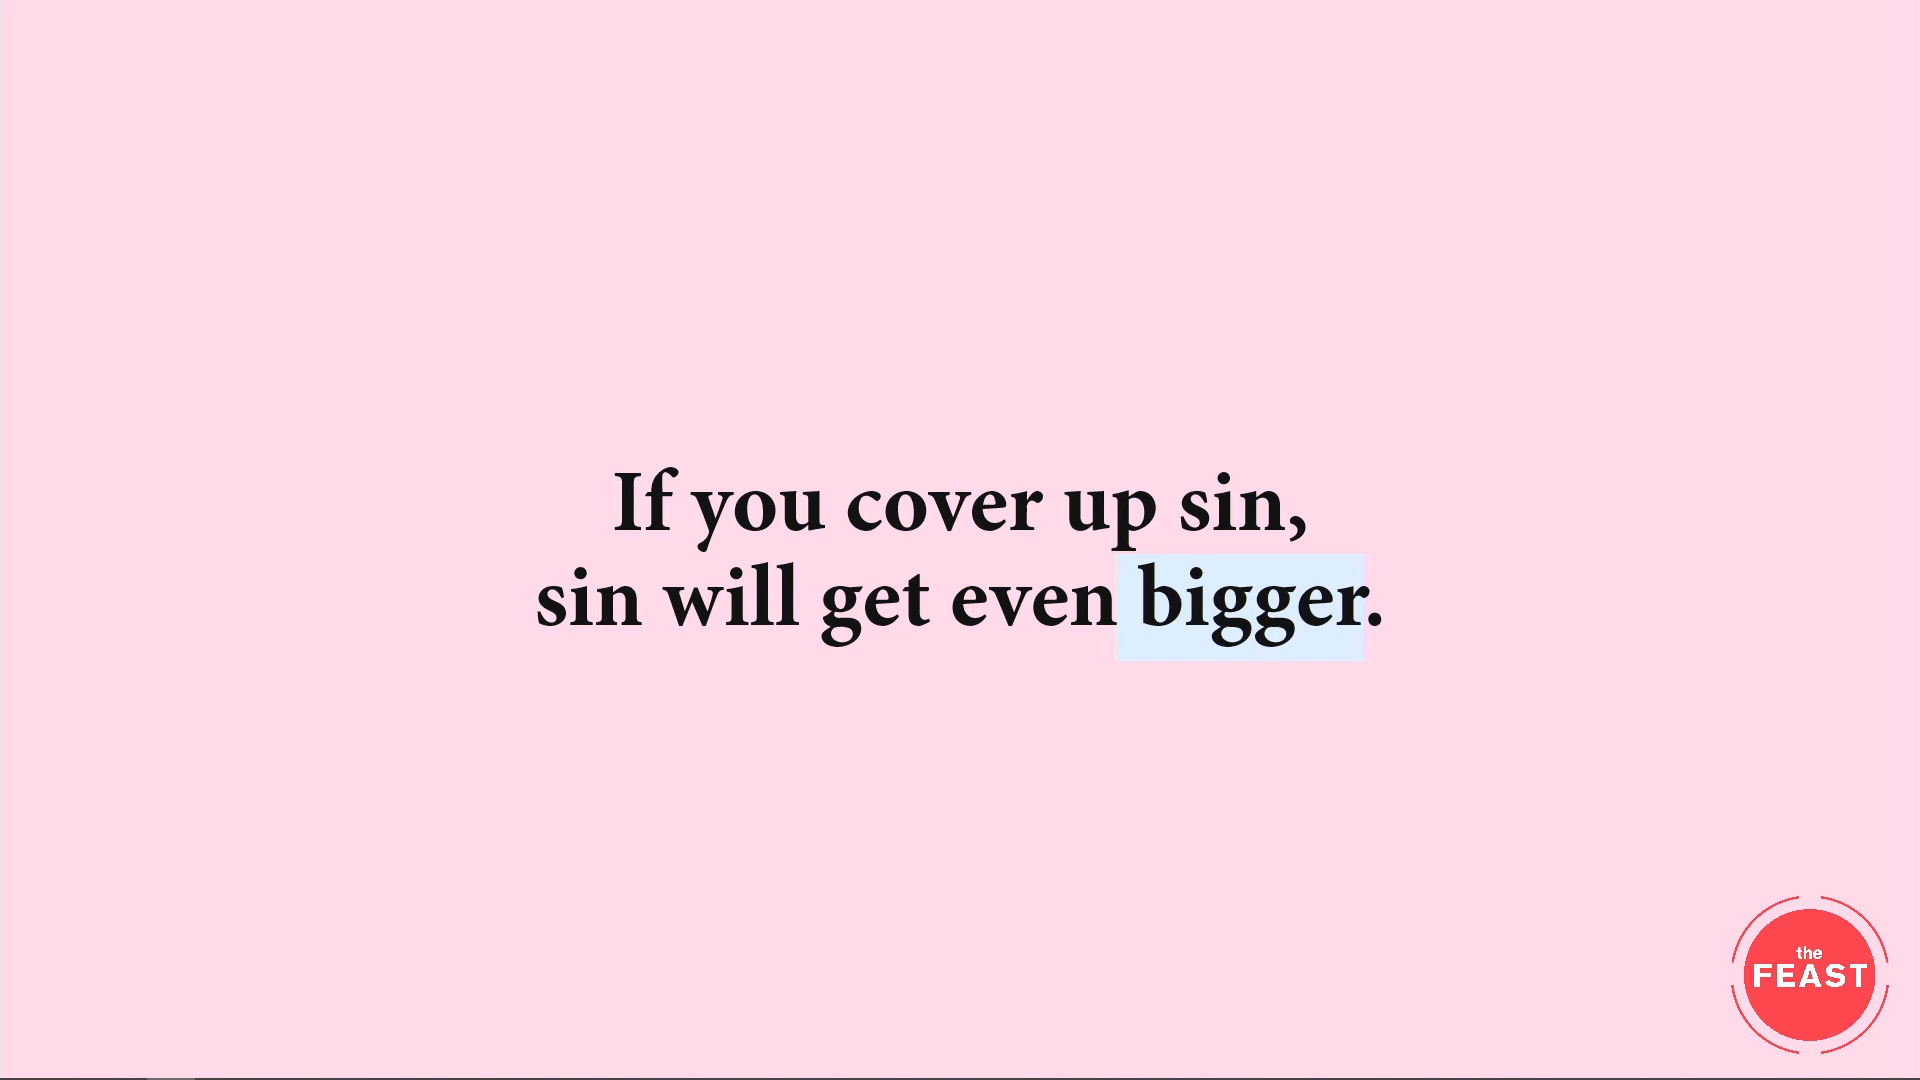 If you cover up sin,
sin will get even bigger.
the
FEAST